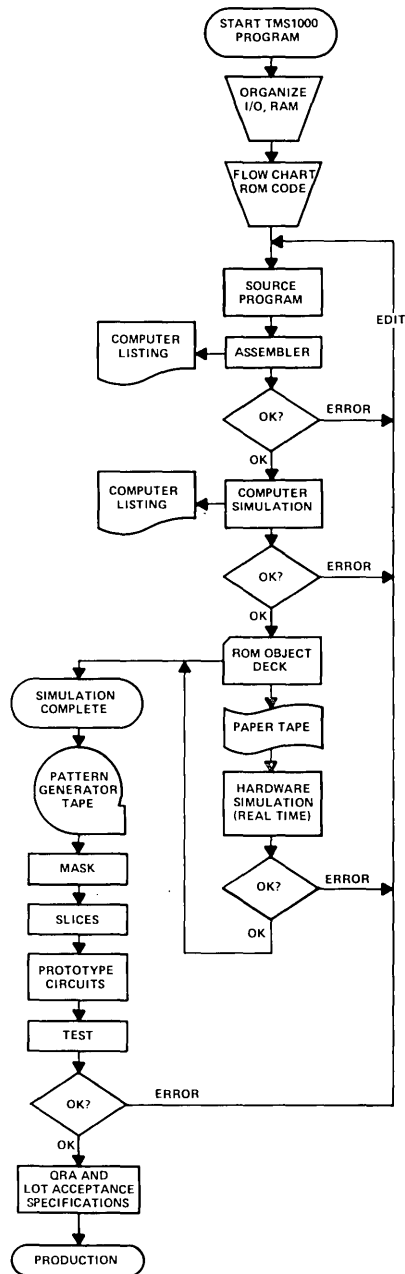 START TMS1000
PROGRAM
ORGANIZE
I/O, RAM
FLOW CHART
ROM CODE
SOURCE
PROGRAM
EDIT
COMPUTER
LISTING
ASSEMBLER
OK?
ERROR
OK
COMPUTER
LISTING
COMPUTER
SIMULATION
OK?
ERROR
OK
ROM OBJECT
DECK
SIMULATION
COMPLETE
PAPER TAPE
PATTERN
GENERATOR
TAPE
HARDWARE
SIMULATION
(REAL TIME)
MASK
OK?
ERROR
OK
SLICES
PROTOTYPE
CIRCUITS
TEST
OK?
ERROR
OK
QRA AND
LOT ACCEPTANCE
SPECIFICATIONS
PRODUCTION